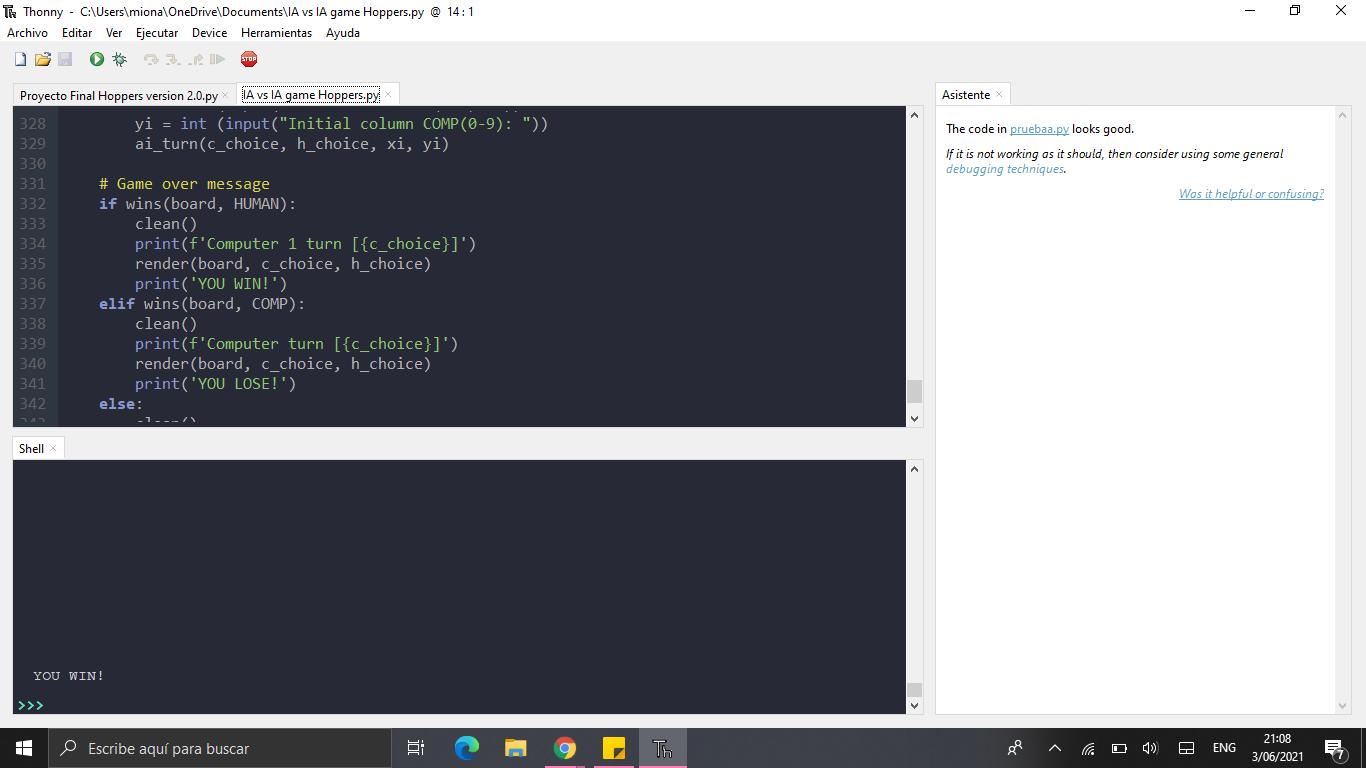 Thonny - C:\Users\miona\OneDrive\Documents\IA vs IA game Hoppers.py @ 14 : 1
Archivo Editar Ver Ejecutar Device Herramientas Ayuda
STOP
Proyecto Final Hoppers version 2.0.py IA vs IA game Hoppers.py
328 yi = int (input("Initial column COMP(0-9): "))
329 ai_turn(c_choice, h_choice, xi, yi)
330
331 # Game over message
332 if wins(board, HUMAN):
333 clean()
334 print(f'Computer 1 turn [{c_choice}]')
335 render(board, c_choice, h_choice)
336 print('YOU WIN!')
337 elif wins(board, COMP):
338 clean()
339 print(f'Computer turn [{c_choice}]')
340 render(board, c_choice, h_choice)
341 print('YOU LOSE!')
342 else:
343 clean()
Shell
YOU WIN!
>>>
Asistente
The code in pruebaa.py looks good.
If it is not working as it should, then consider using some general
debugging techniques.
Was it helpful or confusing?
Escribe aquí para buscar
ENG
21:08
3/06/2021
7